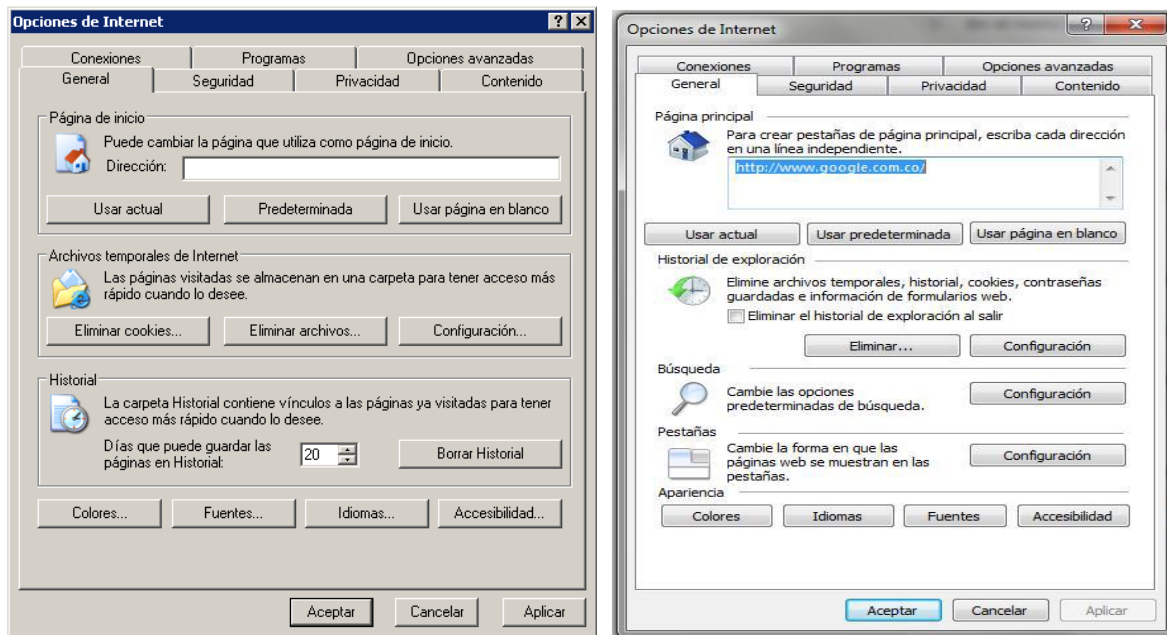 Opciones de Internet
? X
Conexiones Programas Opciones avanzadas
General Seguridad Privacidad Contenido
Página de inicio
Puede cambiar la página que utiliza como página de inicio.
Dirección:
Usar actual Predeterminada Usar página en blanco
Archivos temporales de Internet
Las páginas visitadas se almacenan en una carpeta para tener acceso más
rápido cuando lo desee.
Eliminar cookies... Eliminar archivos... Configuración...
Historial
La carpeta Historial contiene vínculos a las páginas ya visitadas para tener
acceso más rápido cuando lo desee.
Días que puede guardar las
páginas en Historial:
20
Borrar Historial
Colores... Fuentes... Idiomas... Accesibilidad...
Aceptar Cancelar Aplicar
Opciones de Internet
? X
Conexiones Programas Opciones avanzadas
General Seguridad Privacidad Contenido
Página principal
Para crear pestañas de página principal, escriba cada dirección
en una línea independiente.
http://www.google.com.co/
Usar actual Usar predeterminada Usar página en blanco
Historial de exploración
Elimine archivos temporales, historial, cookies, contraseñas
guardadas e información de formularios web.
Eliminar el historial de exploración al salir
Eliminar... Configuración
Búsqueda
Cambie las opciones
predeterminadas de búsqueda.
Configuración
Pestañas
Cambie la forma en que las
páginas web se muestran en las
pestañas.
Configuración
Apariencia
Colores Idiomas Fuentes Accesibilidad
Aceptar Cancelar Aplicar